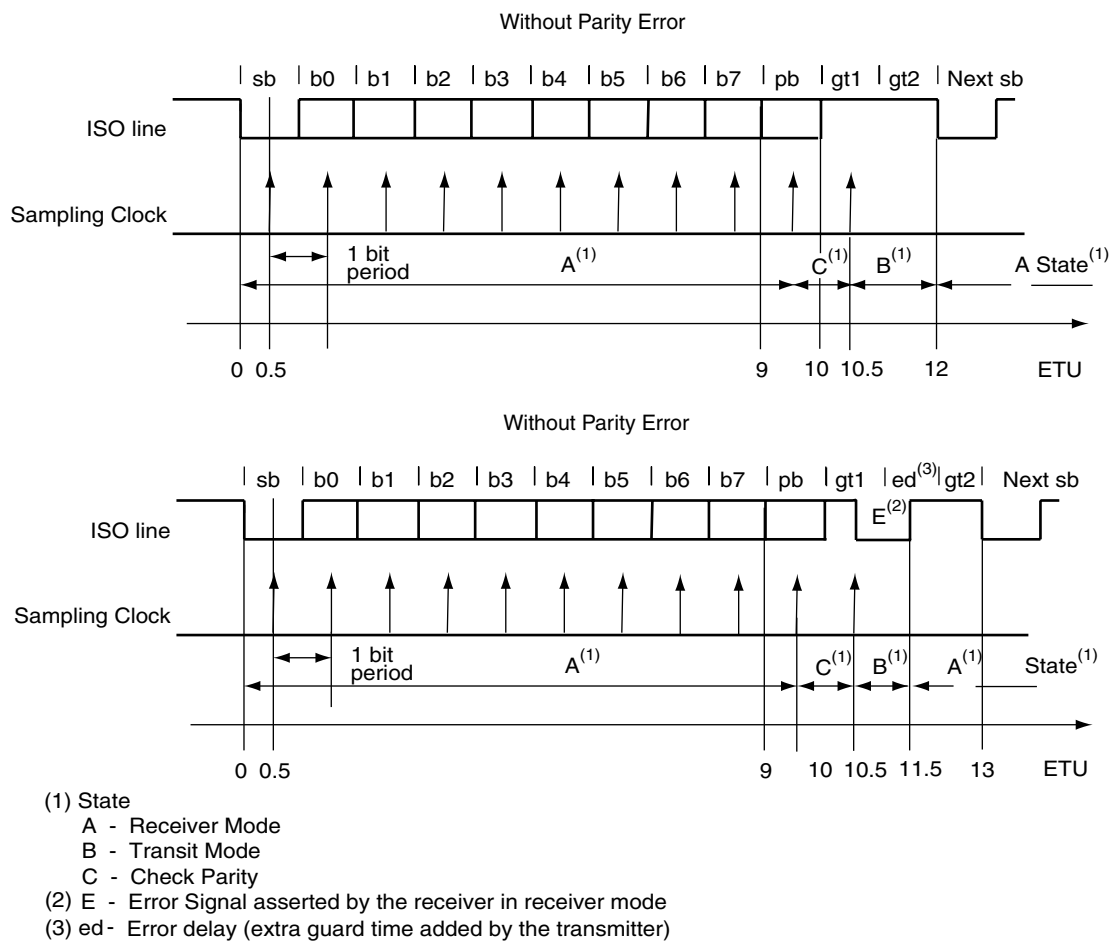 Without Parity Error
sb b0 b1 b2 b3 b4 b5 b6 b7 pb gt1 gt2 Next sb
ISO line
Sampling Clock
1 bit
period
A(1) C(1) B(1) A State(1)
0 0.5 9 10 10.5 12 ETU
Without Parity Error
sb b0 b1 b2 b3 b4 b5 b6 b7 pb gt1 ed(3) gt2 Next sb
E(2)
ISO line
Sampling Clock
1 bit
period
A(1) C(1) B(1) A(1) State(1)
0 0.5 9 10 10.5 11.5 13 ETU
(1) State
A - Receiver Mode
B - Transit Mode
C - Check Parity
(2) E - Error Signal asserted by the receiver in receiver mode
(3) ed - Error delay (extra guard time added by the transmitter)